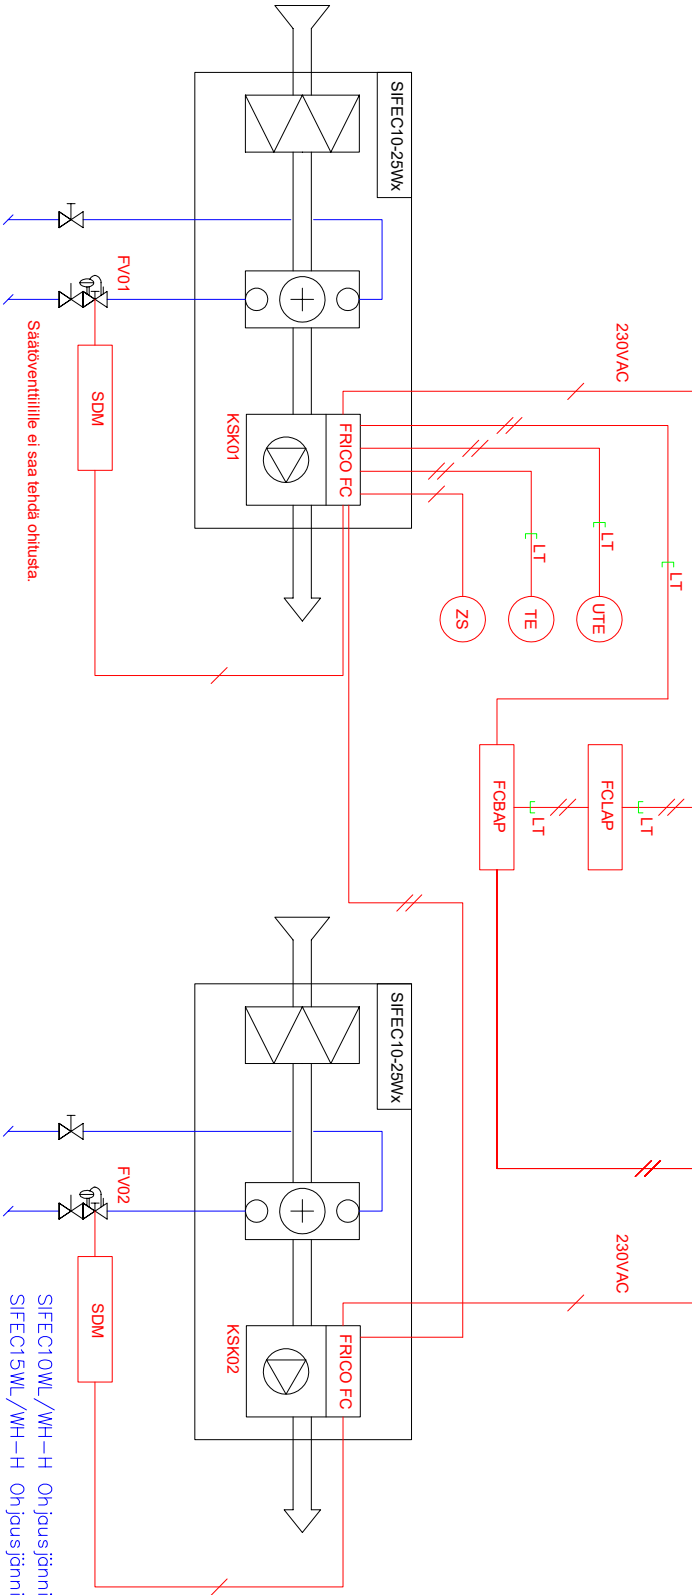 LT
LT
230VAC
230VAC
LT
UTE
FCLAP
LT
LT
TE
FCBAP
ZS
SIFEC10-25Wx
SIFEC10-25Wx
FRICO FC
FRICO FC
KSK01
KSK02
FV01
FV02
SDM
SDM
Säätöventtiilille ei saa tehdä ohitusta.
SIFEC10WL/WH-H Ohjausjänni
SIFEC15WL/WH-H Ohjausjänni